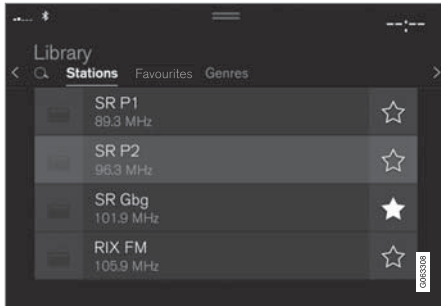 --:--
Library
Stations Favourites Genres
SR P1
89.3 MHz
SR P2
96.3 MHz
SR Gbg
101.9 MHz
RIX FM
105.9 MHz
G063308